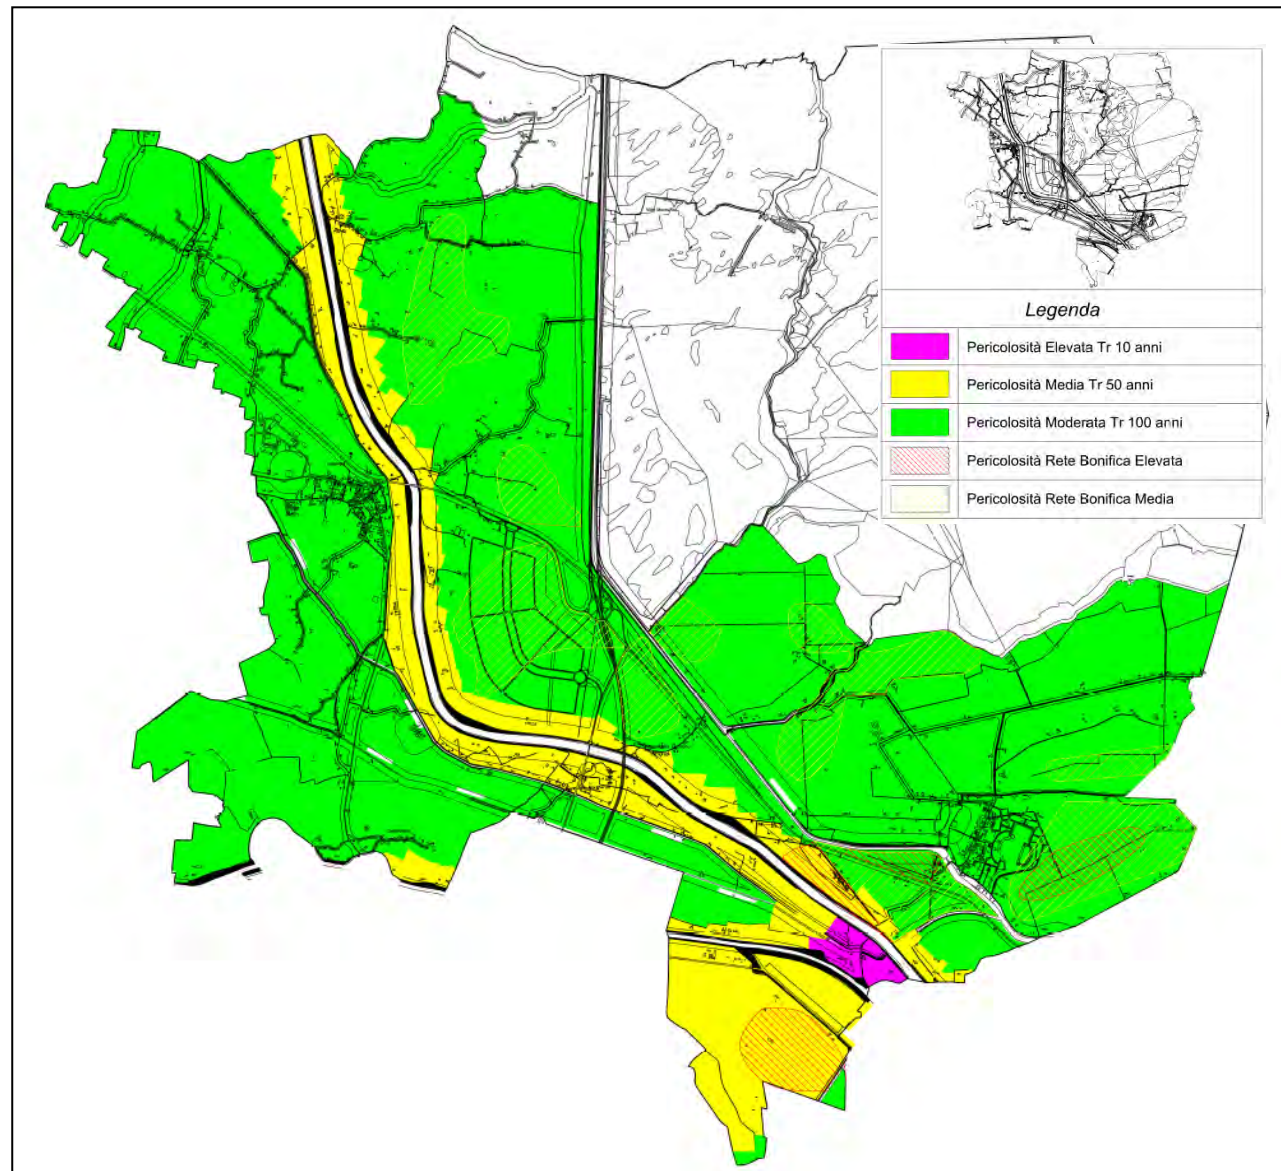 Legenda
Pericolosità Elevata Tr 10 anni
Pericolosità Media Tr 50 anni
Pericolosità Moderata Tr 100 anni
Pericolosità Rete Bonifica Elevata
Pericolosità Rete Bonifica Media